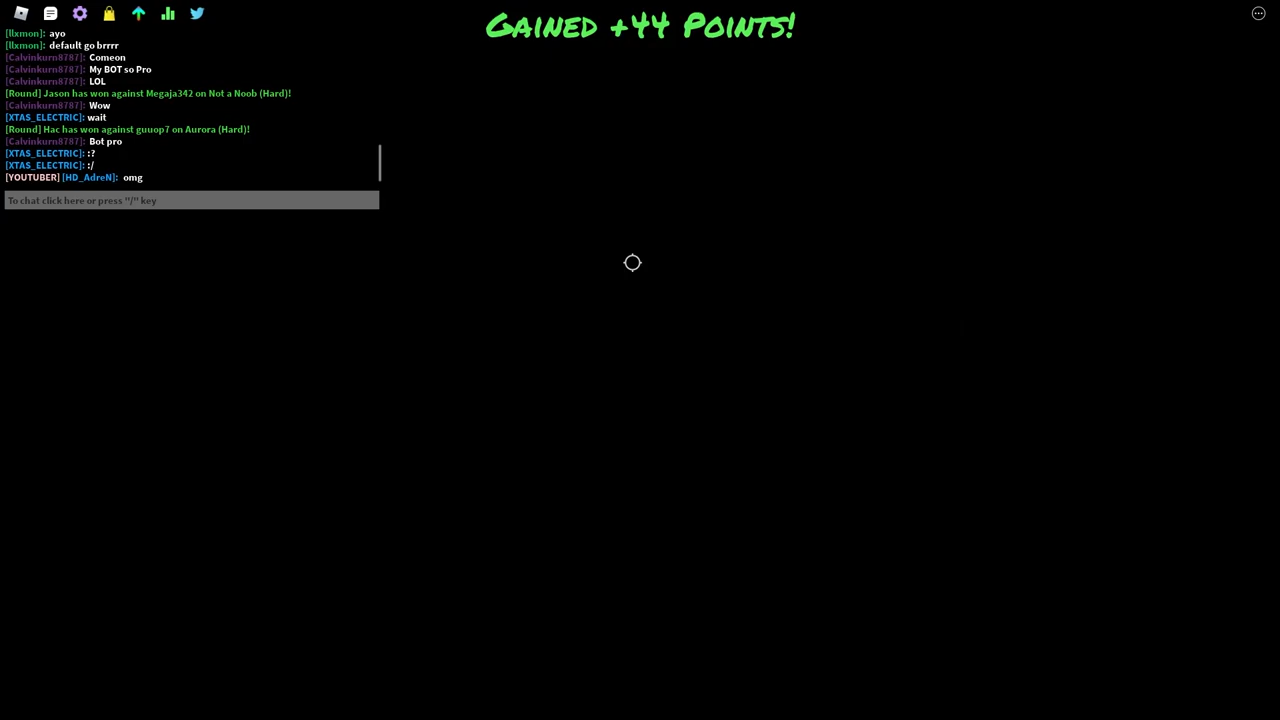 Gained +44 Points!
[llxmon]: ayo
[llxmon]: default go brrrr
[Calvinkurn8787]: Comeon
[Calvinkurn8787]: My BOT so Pro
[Calvinkurn8787]: LOL
[Round] Jason has won against Megaja342 on Not a Noob (Hard)!
[Calvinkurn8787]: Wow
[XTAS_ELECTRIC]: wait
[Round] Hac has won against guuop7 on Aurora (Hard)!
[Calvinkurn8787]: Bot pro
[XTAS_ELECTRIC]: :?
[XTAS_ELECTRIC]: :/
[YOUTUBER] [HD_AdreN]: omg
To chat click here or press "/" key